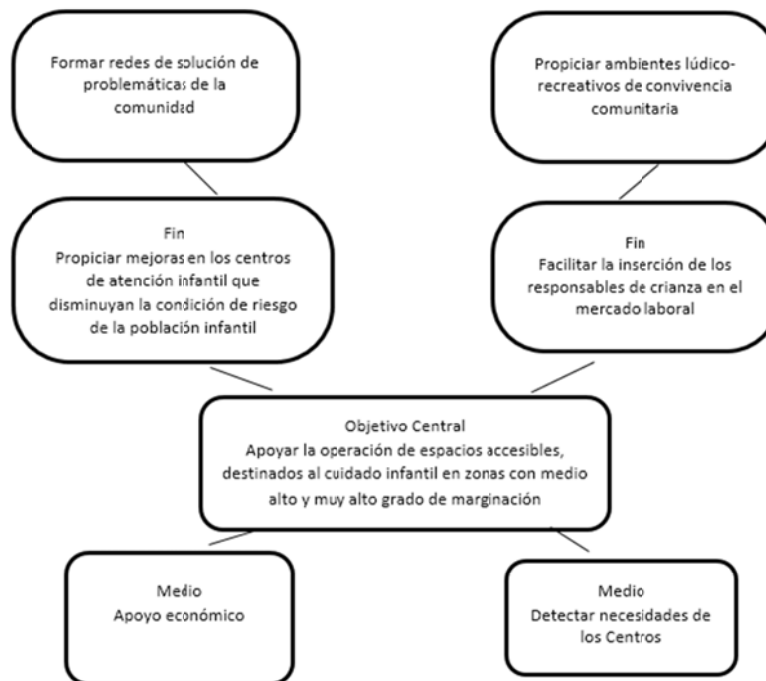 Formar redes de solución de
problemáticas de la
comunidad
Propiciar ambientes lúdico-
recreativos de convivencia
comunitaria
Fin
Propiciar mejoras en los centros
de atención infantil que
disminuyan la condición de riesgo
de la población infantil
Fin
Facilitar la inserción de los
responsables de crianza en el
mercado laboral
Objetivo Central
Apoyar la operación de espacios accesibles,
destinados al cuidado infantil en zonas con medio
alto y muy alto grado de marginación
Medio
Apoyo económico
Medio
Detectar necesidades de
los Centros